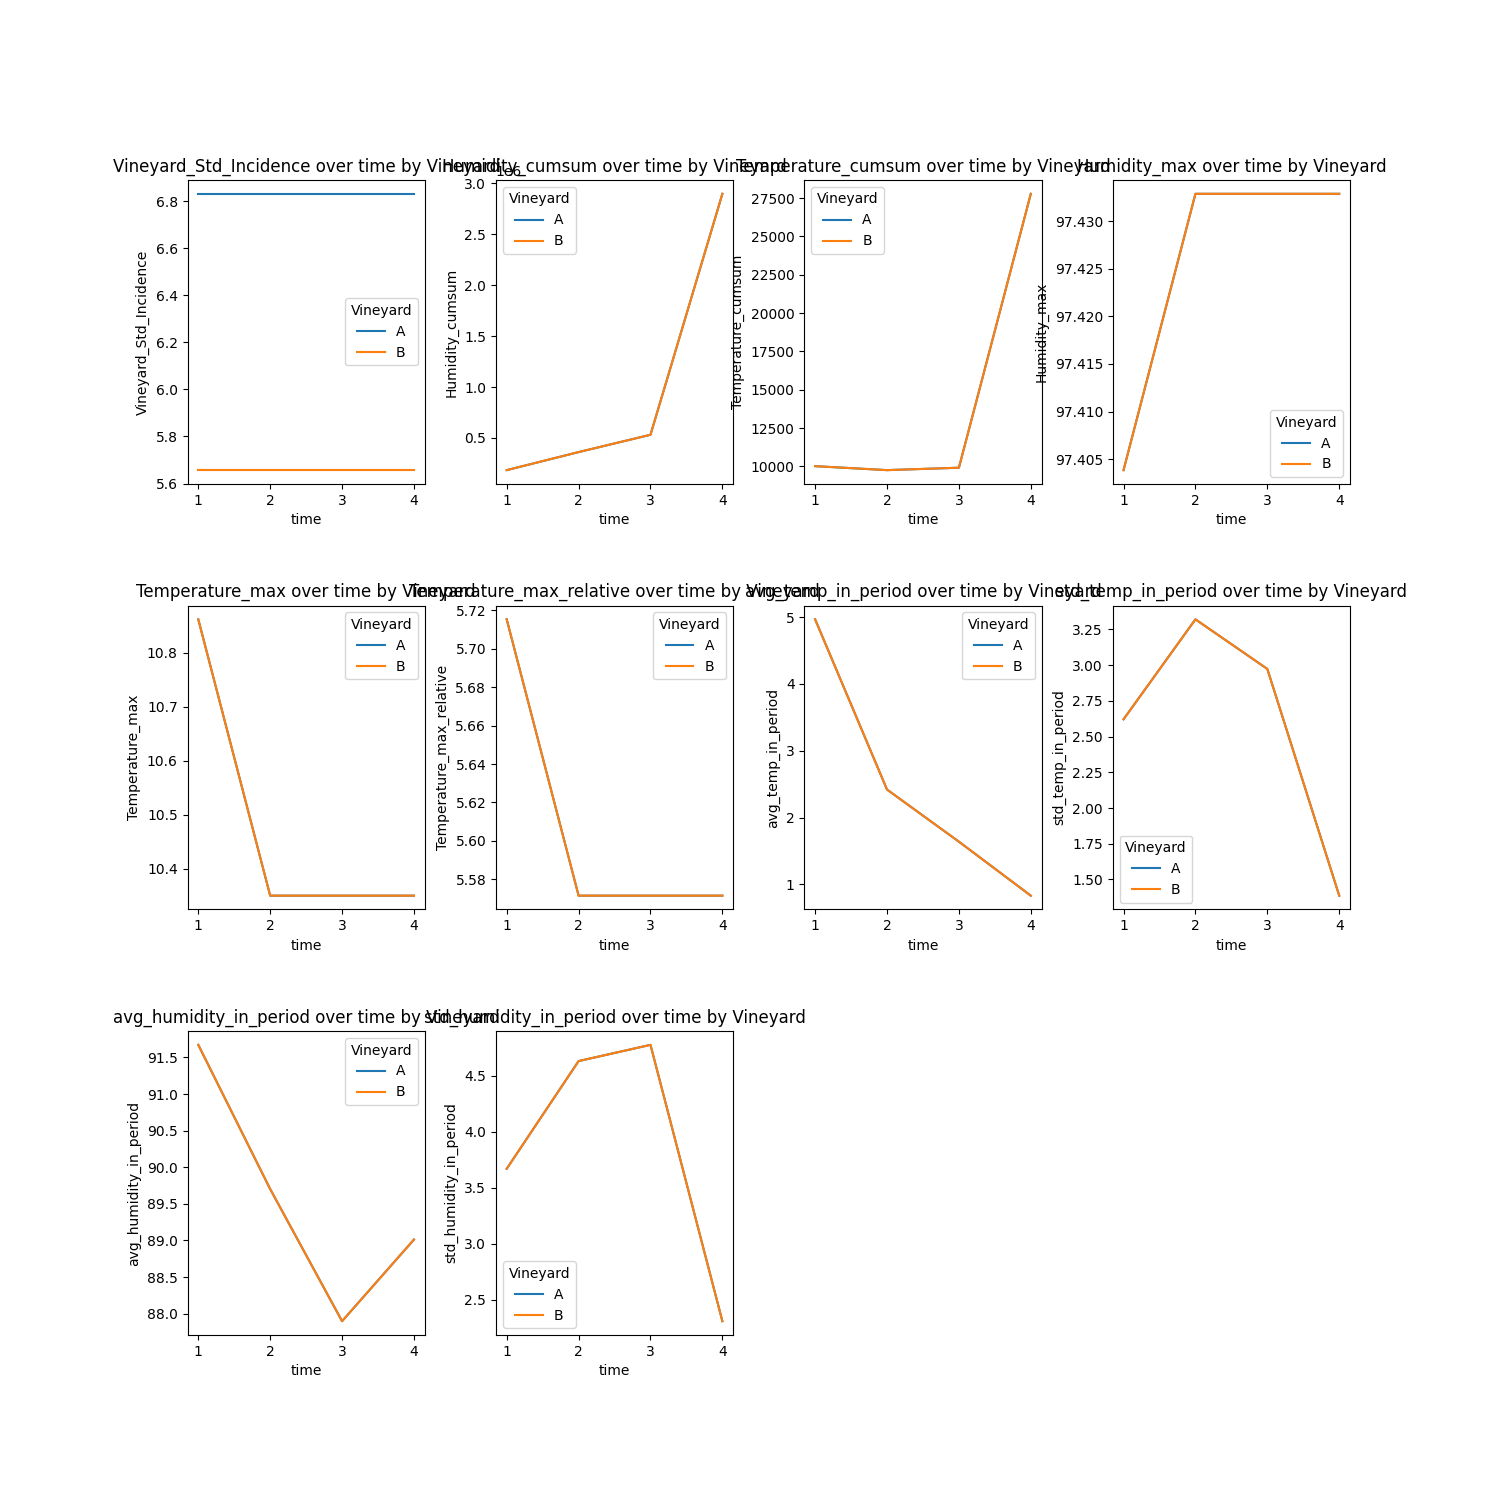 Vineyard_Std_Incidence over time by Vineyard
Vineyard_Std_Incidence
6.8
6.6
6.4
6.2
6.0
5.8
5.6
Vineyard
A
B
1 2 3 4
time
Humidity_cumsum over time by Vineyard
1e6
Humidity_cumsum
3.0
2.5
2.0
1.5
1.0
0.5
Vineyard
A
B
1 2 3 4
time
Temperature_cumsum over time by Vineyard
Temperature_cumsum
27500
25000
22500
20000
17500
15000
12500
10000
Vineyard
A
B
1 2 3 4
time
Humidity_max over time by Vineyard
Humidity_max
97.430
97.425
97.420
97.415
97.410
97.405
Vineyard
A
B
1 2 3 4
time
Temperature_max over time by Vineyard
Temperature_max
10.8
10.7
10.6
10.5
10.4
Vineyard
A
B
1 2 3 4
time
Temperature_max_relative over time by Vineyard
Temperature_max_relative
5.72
5.70
5.68
5.66
5.64
5.62
5.60
5.58
Vineyard
A
B
1 2 3 4
time
avg_temp_in_period over time by Vineyard
avg_temp_in_period
5
4
3
2
1
Vineyard
A
B
1 2 3 4
time
std_temp_in_period over time by Vineyard
std_temp_in_period
3.25
3.00
2.75
2.50
2.25
2.00
1.75
1.50
Vineyard
A
B
1 2 3 4
time
avg_humidity_in_period over time by Vineyard
avg_humidity_in_period
91.5
91.0
90.5
90.0
89.5
89.0
88.5
88.0
Vineyard
A
B
1 2 3 4
time
std_humidity_in_period over time by Vineyard
std_humidity_in_period
4.5
4.0
3.5
3.0
2.5
Vineyard
A
B
1 2 3 4
time